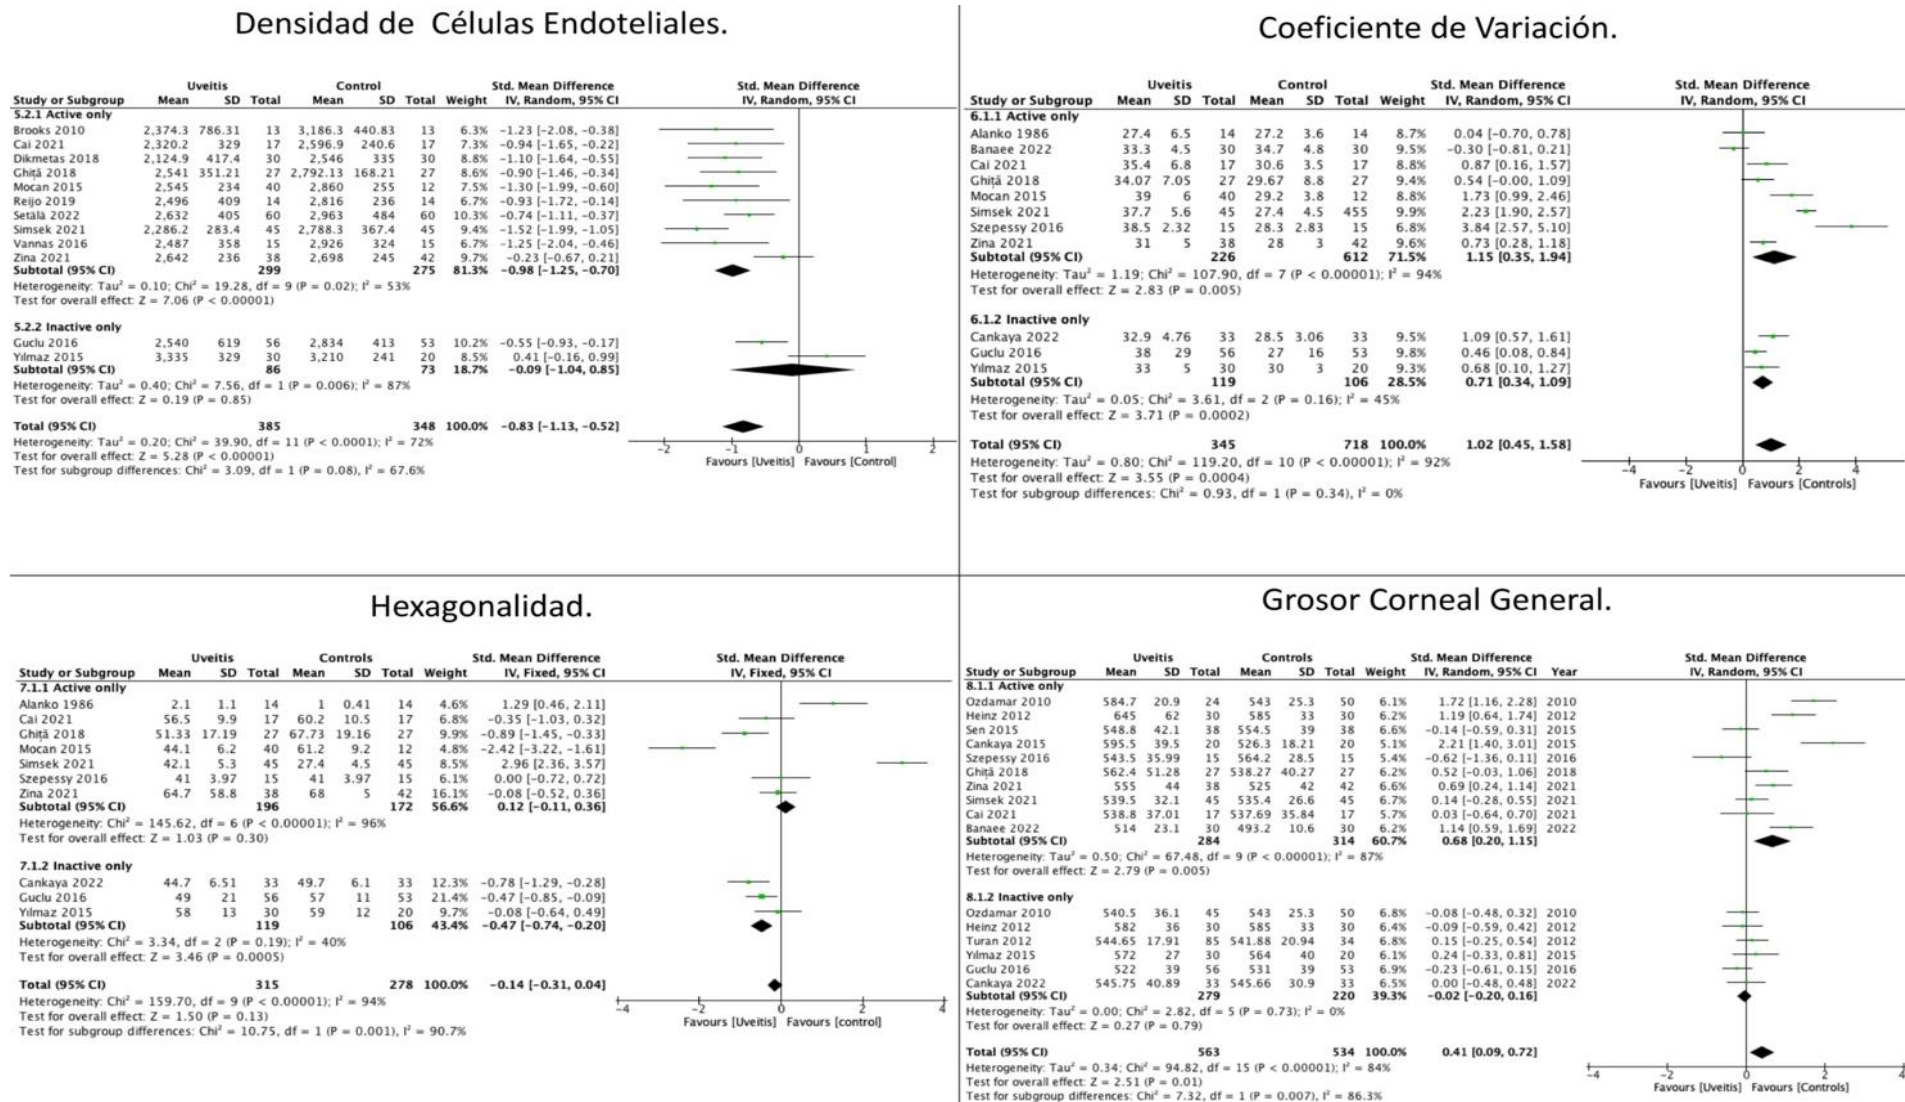 Densidad de Células Endoteliales.
Uveitis Control Std. Mean Difference Std. Mean Difference
Study or Subgroup Mean SD Total Mean SD Total Weight IV, Random, 95% CI IV, Random, 95% CI
5.2.1 Active only
Brooks 2010 2,374.3 786.31 13 3,186.3 440.83 13 6.3% -1.23 [-2.08, -0.38]
Cai 2021 2,320.2 329 17 2,596.9 240.6 17 7.3% -0.94 [-1.65, -0.22]
Dikmetas 2018 2,124.9 417.4 30 2,546 335 30 8.6% -1.10 [-1.64, -0.55]
Ghiță 2018 2,541 351.21 27 2,792.13 168.21 27 8.6% -0.90 [-1.46, -0.34]
Mocan 2015 2,545 234 40 2,860 255 12 7.5% -1.30 [-1.99, -0.60]
Reijo 2019 2,496 409 14 2,816 236 14 6.7% -0.93 [-1.72, -0.14]
Setälä 2022 2,632 405 60 2,963 484 60 10.3% -0.74 [-1.11, -0.37]
Simsek 2021 2,286.2 283.4 45 2,788.3 367.4 45 9.4% -1.52 [-1.99, -1.05]
Vannas 2016 2,487 358 15 2,926 324 15 6.7% -1.25 [-2.04, -0.46]
Zina 2021 2,642 236 38 2,698 245 42 9.7% -0.23 [-0.67, 0.21]
Subtotal (95% CI) 299 275 81.3% -0.98 [-1.25, -0.70]
Heterogeneity: Tau² = 0.10; Chi² = 19.28, df = 9 (P = 0.02); I² = 53%
Test for overall effect: Z = 7.06 (P < 0.00001)
5.2.2 Inactive only
Guclu 2016 2,540 619 56 2,834 413 53 10.2% -0.55 [-0.93, -0.17]
Yılmaz 2015 3,335 329 30 3,210 241 20 8.5% 0.41 [-0.16, 0.99]
Subtotal (95% CI) 86 73 18.7% -0.09 [-1.04, 0.85]
Heterogeneity: Tau² = 0.40; Chi² = 7.56, df = 1 (P = 0.006); I² = 87%
Test for overall effect: Z = 0.19 (P = 0.85)
Total (95% CI) 385 348 100.0% -0.83 [-1.13, -0.52]
Heterogeneity: Tau² = 0.20; Chi² = 39.90, df = 11 (P < 0.0001); I² = 72%
Test for overall effect: Z = 5.28 (P < 0.00001)
Test for subgroup differences: Chi² = 3.09, df = 1 (P = 0.08), I² = 67.6%
-2 -1 0 1 2
Favours [Uveitis] Favours [Control]
Coeficiente de Variación.
Uveitis Control Std. Mean Difference Std. Mean Difference
Study or Subgroup Mean SD Total Mean SD Total Weight IV, Random, 95% CI IV, Random, 95% CI
6.1.1 Active only
Alanko 1986 27.4 6.5 14 27.2 3.6 14 8.7% 0.04 [-0.70, 0.78]
Banaee 2022 33.3 4.5 30 34.7 4.8 30 9.5% -0.30 [-0.81, 0.21]
Cai 2021 35.4 6.8 17 30.6 3.5 17 8.8% 0.87 [0.16, 1.57]
Ghiță 2018 34.07 7.05 27 29.67 8.8 27 9.4% 0.54 [-0.00, 1.09]
Mocan 2015 39 6 40 29.2 3.8 12 8.7% 1.73 [0.99, 2.46]
Simsek 2021 37.7 5.6 45 27.4 4.5 455 9.9% 2.23 [1.90, 2.57]
Szepessy 2016 38.5 2.32 15 28.3 2.83 15 6.8% 3.84 [2.57, 5.10]
Zina 2021 31 5 38 28 3 42 9.6% 0.73 [0.28, 1.18]
Subtotal (95% CI) 226 612 71.5% 1.15 [0.35, 1.94]
Heterogeneity: Tau² = 1.19; Chi² = 107.90, df = 7 (P < 0.00001); I² = 94%
Test for overall effect: Z = 2.83 (P = 0.005)
6.1.2 Inactive only
Cankaya 2022 32.9 4.76 33 28.5 3.06 33 9.5% 1.09 [0.57, 1.61]
Guclu 2016 38 29 56 27 16 53 9.8% 0.46 [0.08, 0.84]
Yılmaz 2015 33 5 30 30 3 20 9.2% 0.68 [0.10, 1.27]
Subtotal (95% CI) 119 106 28.5% 0.71 [0.34, 1.09]
Heterogeneity: Tau² = 0.05; Chi² = 3.61, df = 2 (P = 0.16); I² = 45%
Test for overall effect: Z = 3.71 (P = 0.0002)
Total (95% CI) 345 718 100.0% 1.02 [0.45, 1.58]
Heterogeneity: Tau² = 0.80; Chi² = 119.20, df = 10 (P < 0.00001); I² = 92%
Test for overall effect: Z = 3.55 (P = 0.0004)
Test for subgroup differences: Chi² = 0.93, df = 1 (P = 0.34), I² = 0%
-4 -2 0 2 4
Favours [Uveitis] Favours [Controls]
Hexagonalidad.
Uveitis Controls Std. Mean Difference Std. Mean Difference
Study or Subgroup Mean SD Total Mean SD Total Weight IV, Fixed, 95% CI IV, Fixed, 95% CI
7.1.1 Active onlly
Alanko 1986 2.1 1.1 14 1 0.41 14 4.6% 1.29 [0.46, 2.11]
Cai 2021 56.5 9.9 17 60.2 10.5 17 6.8% -0.35 [-1.03, 0.32]
Ghiță 2018 51.33 17.19 27 67.73 19.16 27 9.9% -0.89 [-1.45, -0.33]
Mocan 2015 44.1 6.2 40 61.2 9.2 12 4.8% -2.42 [-3.22, -1.61]
Simsek 2021 42.1 5.3 45 27.4 4.5 45 8.5% 2.96 [2.36, 3.57]
Szepessy 2016 41 3.97 15 41 3.97 15 6.1% 0.00 [-0.72, 0.72]
Zina 2021 64.7 58.8 38 68 5 42 16.1% -0.08 [-0.52, 0.36]
Subtotal (95% CI) 196 172 56.6% 0.12 [-0.11, 0.36]
Heterogeneity: Chi² = 145.62, df = 6 (P < 0.00001); I² = 96%
Test for overall effect: Z = 1.03 (P = 0.30)
7.1.2 Inactive only
Cankaya 2022 44.7 6.51 33 49.7 6.1 33 12.3% -0.78 [-1.29, -0.28]
Guclu 2016 49 21 56 57 11 53 21.4% -0.47 [-0.85, -0.09]
Yılmaz 2015 58 13 30 59 12 20 9.7% -0.08 [-0.64, 0.49]
Subtotal (95% CI) 119 106 43.4% -0.47 [-0.74, -0.20]
Heterogeneity: Chi² = 3.34, df = 2 (P = 0.19); I² = 40%
Test for overall effect: Z = 3.46 (P = 0.0005)
Total (95% CI) 315 278 100.0% -0.14 [-0.31, 0.04]
Heterogeneity: Chi² = 159.70, df = 9 (P < 0.00001); I² = 94%
Test for overall effect: Z = 1.50 (P = 0.13)
Test for subgroup differences: Chi² = 10.75, df = 1 (P = 0.001), I² = 90.7%
-4 -2 0 2 4
Favours [Uveitis] Favours [control]
Grosor Corneal General.
Uveitis Controls Std. Mean Difference Std. Mean Difference
Study or Subgroup Mean SD Total Mean SD Total Weight IV, Random, 95% CI Year IV, Random, 95% CI
8.1.1 Active only
Ozdamar 2010 584.7 20.9 24 543 25.3 50 6.1% 1.72 [1.16, 2.28] 2010
Heinz 2012 645 62 30 585 33 30 6.1% 1.19 [0.64, 1.74] 2012
Sen 2015 548.8 42.1 38 554.5 39 38 6.6% -0.14 [-0.59, 0.31] 2015
Cankaya 2015 595.5 39.5 20 526.3 18.21 20 4.9% 2.21 [1.40, 3.01] 2015
Szepessy 2016 543.5 35.99 15 564.2 28.5 15 5.2% -0.62 [-1.36, 0.11] 2016
Ghiță 2018 562.4 51.28 27 538.27 40.27 27 6.2% 0.52 [-0.03, 1.06] 2018
Zina 2021 555 44 38 525 42 42 6.6% 0.69 [0.24, 1.14] 2021
Simsek 2021 539.5 32.1 45 535.4 26.6 45 6.7% 0.14 [-0.28, 0.55] 2021
Cai 2021 538.8 37.01 17 537.69 35.84 17 5.5% 0.03 [-0.64, 0.70] 2021
Banaee 2022 514 23.1 30 493.2 10.6 30 6.2% 1.14 [0.59, 1.69] 2022
Subtotal (95% CI) 284 314 60.7% 0.68 [0.20, 1.15]
Heterogeneity: Tau² = 0.50; Chi² = 67.48, df = 9 (P < 0.00001); I² = 87%
Test for overall effect: Z = 2.79 (P = 0.005)
8.1.2 Inactive only
Ozdamar 2010 540.5 36.1 45 543 25.3 50 6.8% -0.08 [-0.48, 0.32] 2010
Heinz 2012 582 36 30 585 33 30 6.4% -0.09 [-0.59, 0.42] 2012
Turan 2012 544.65 17.91 85 541.88 20.94 34 6.8% 0.15 [-0.25, 0.54] 2012
Yılmaz 2015 572 27 30 564 40 20 6.1% 0.24 [-0.33, 0.81] 2015
Guclu 2016 522 39 56 531 39 53 6.9% -0.23 [-0.61, 0.15] 2016
Cankaya 2022 545.75 40.89 33 545.66 30.9 33 6.5% 0.00 [-0.48, 0.48] 2022
Subtotal (95% CI) 279 220 39.3% -0.02 [-0.20, 0.16]
Heterogeneity: Tau² = 0.00; Chi² = 2.82, df = 5 (P = 0.73); I² = 0%
Test for overall effect: Z = 0.27 (P = 0.79)
Total (95% CI) 563 534 100.0% 0.41 [0.09, 0.72]
Heterogeneity: Tau² = 0.34; Chi² = 94.82, df = 15 (P < 0.00001); I² = 84%
Test for overall effect: Z = 2.51 (P = 0.01)
Test for subgroup differences: Chi² = 7.32, df = 1 (P = 0.007), I² = 86.3%
-4 -2 0 2 4
Favours [Uveitis] Favours [Controls]